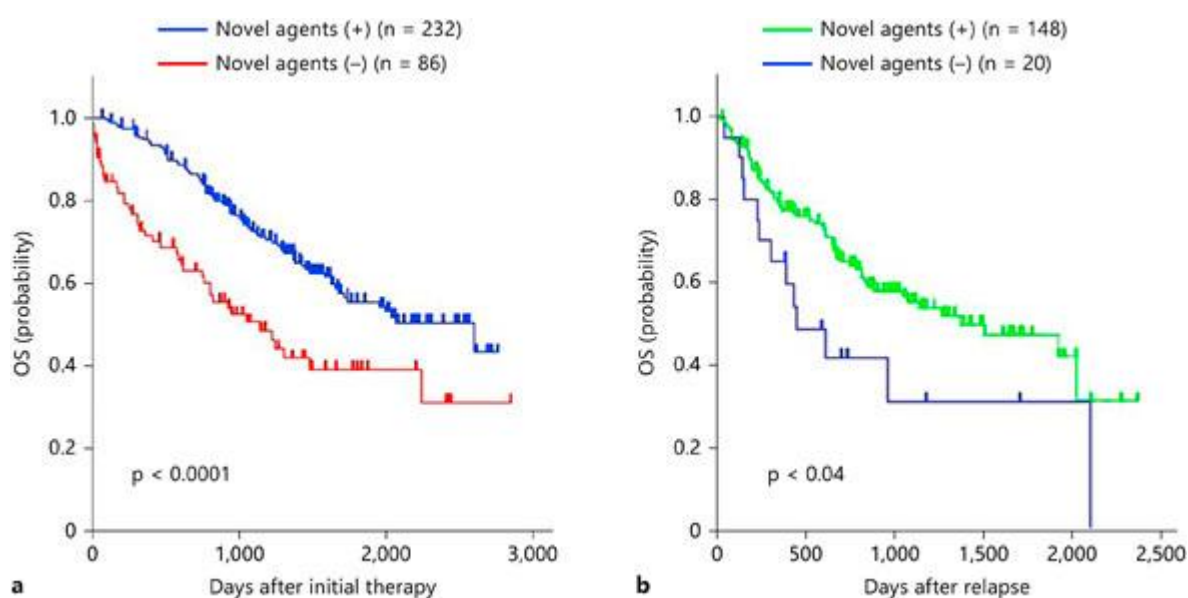 Novel agents (+) (n = 232)
Novel agents (–) (n = 86)
1.0
0.8
0.6
0.4
0.2
0
OS (probability)
p < 0.0001
0 1,000 2,000 3,000
a Days after initial therapy
Novel agents (+) (n = 148)
Novel agents (–) (n = 20)
1.0
0.8
0.6
0.4
0.2
0
OS (probability)
p < 0.04
0 500 1,000 1,500 2,000 2,500
b Days after relapse